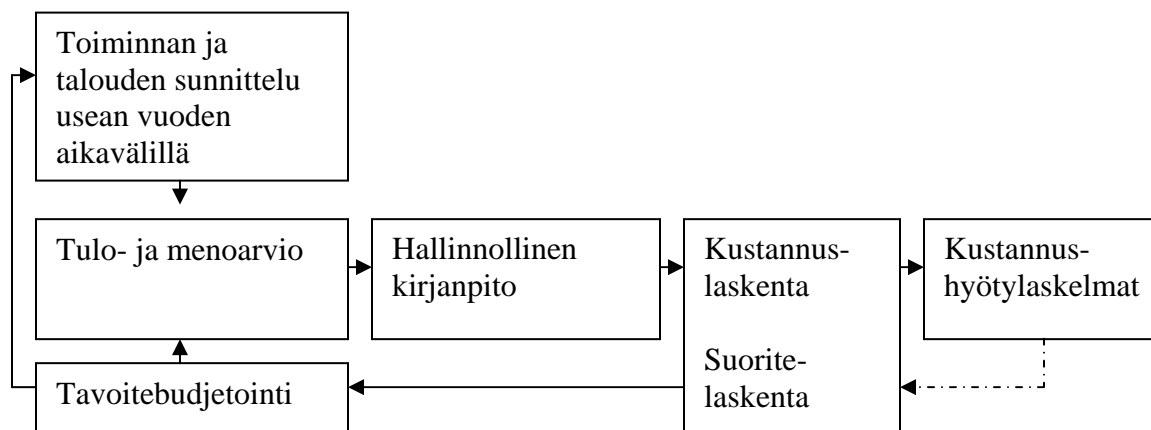 Toiminnan ja
talouden sunnittelu
usean vuoden
aikavälillä
Tulo- ja menoarvio
Hallinnollinen
kirjanpito
Kustannus-
laskenta
Suorite-
laskenta
Kustannus-
hyötylaskelmat
Tavoitebudjetointi